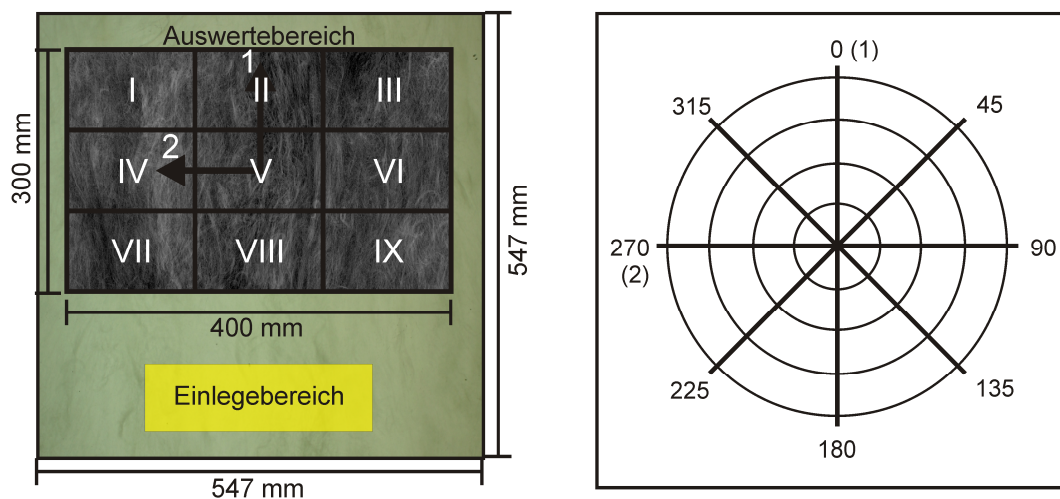 Auswertebereich
1
I
II
III
2
IV
V
VI
VII
VIII
IX
300 mm
400 mm
547 mm
Einlegebereich
547 mm
0 (1)
315
45
270
(2)
90
225
135
180